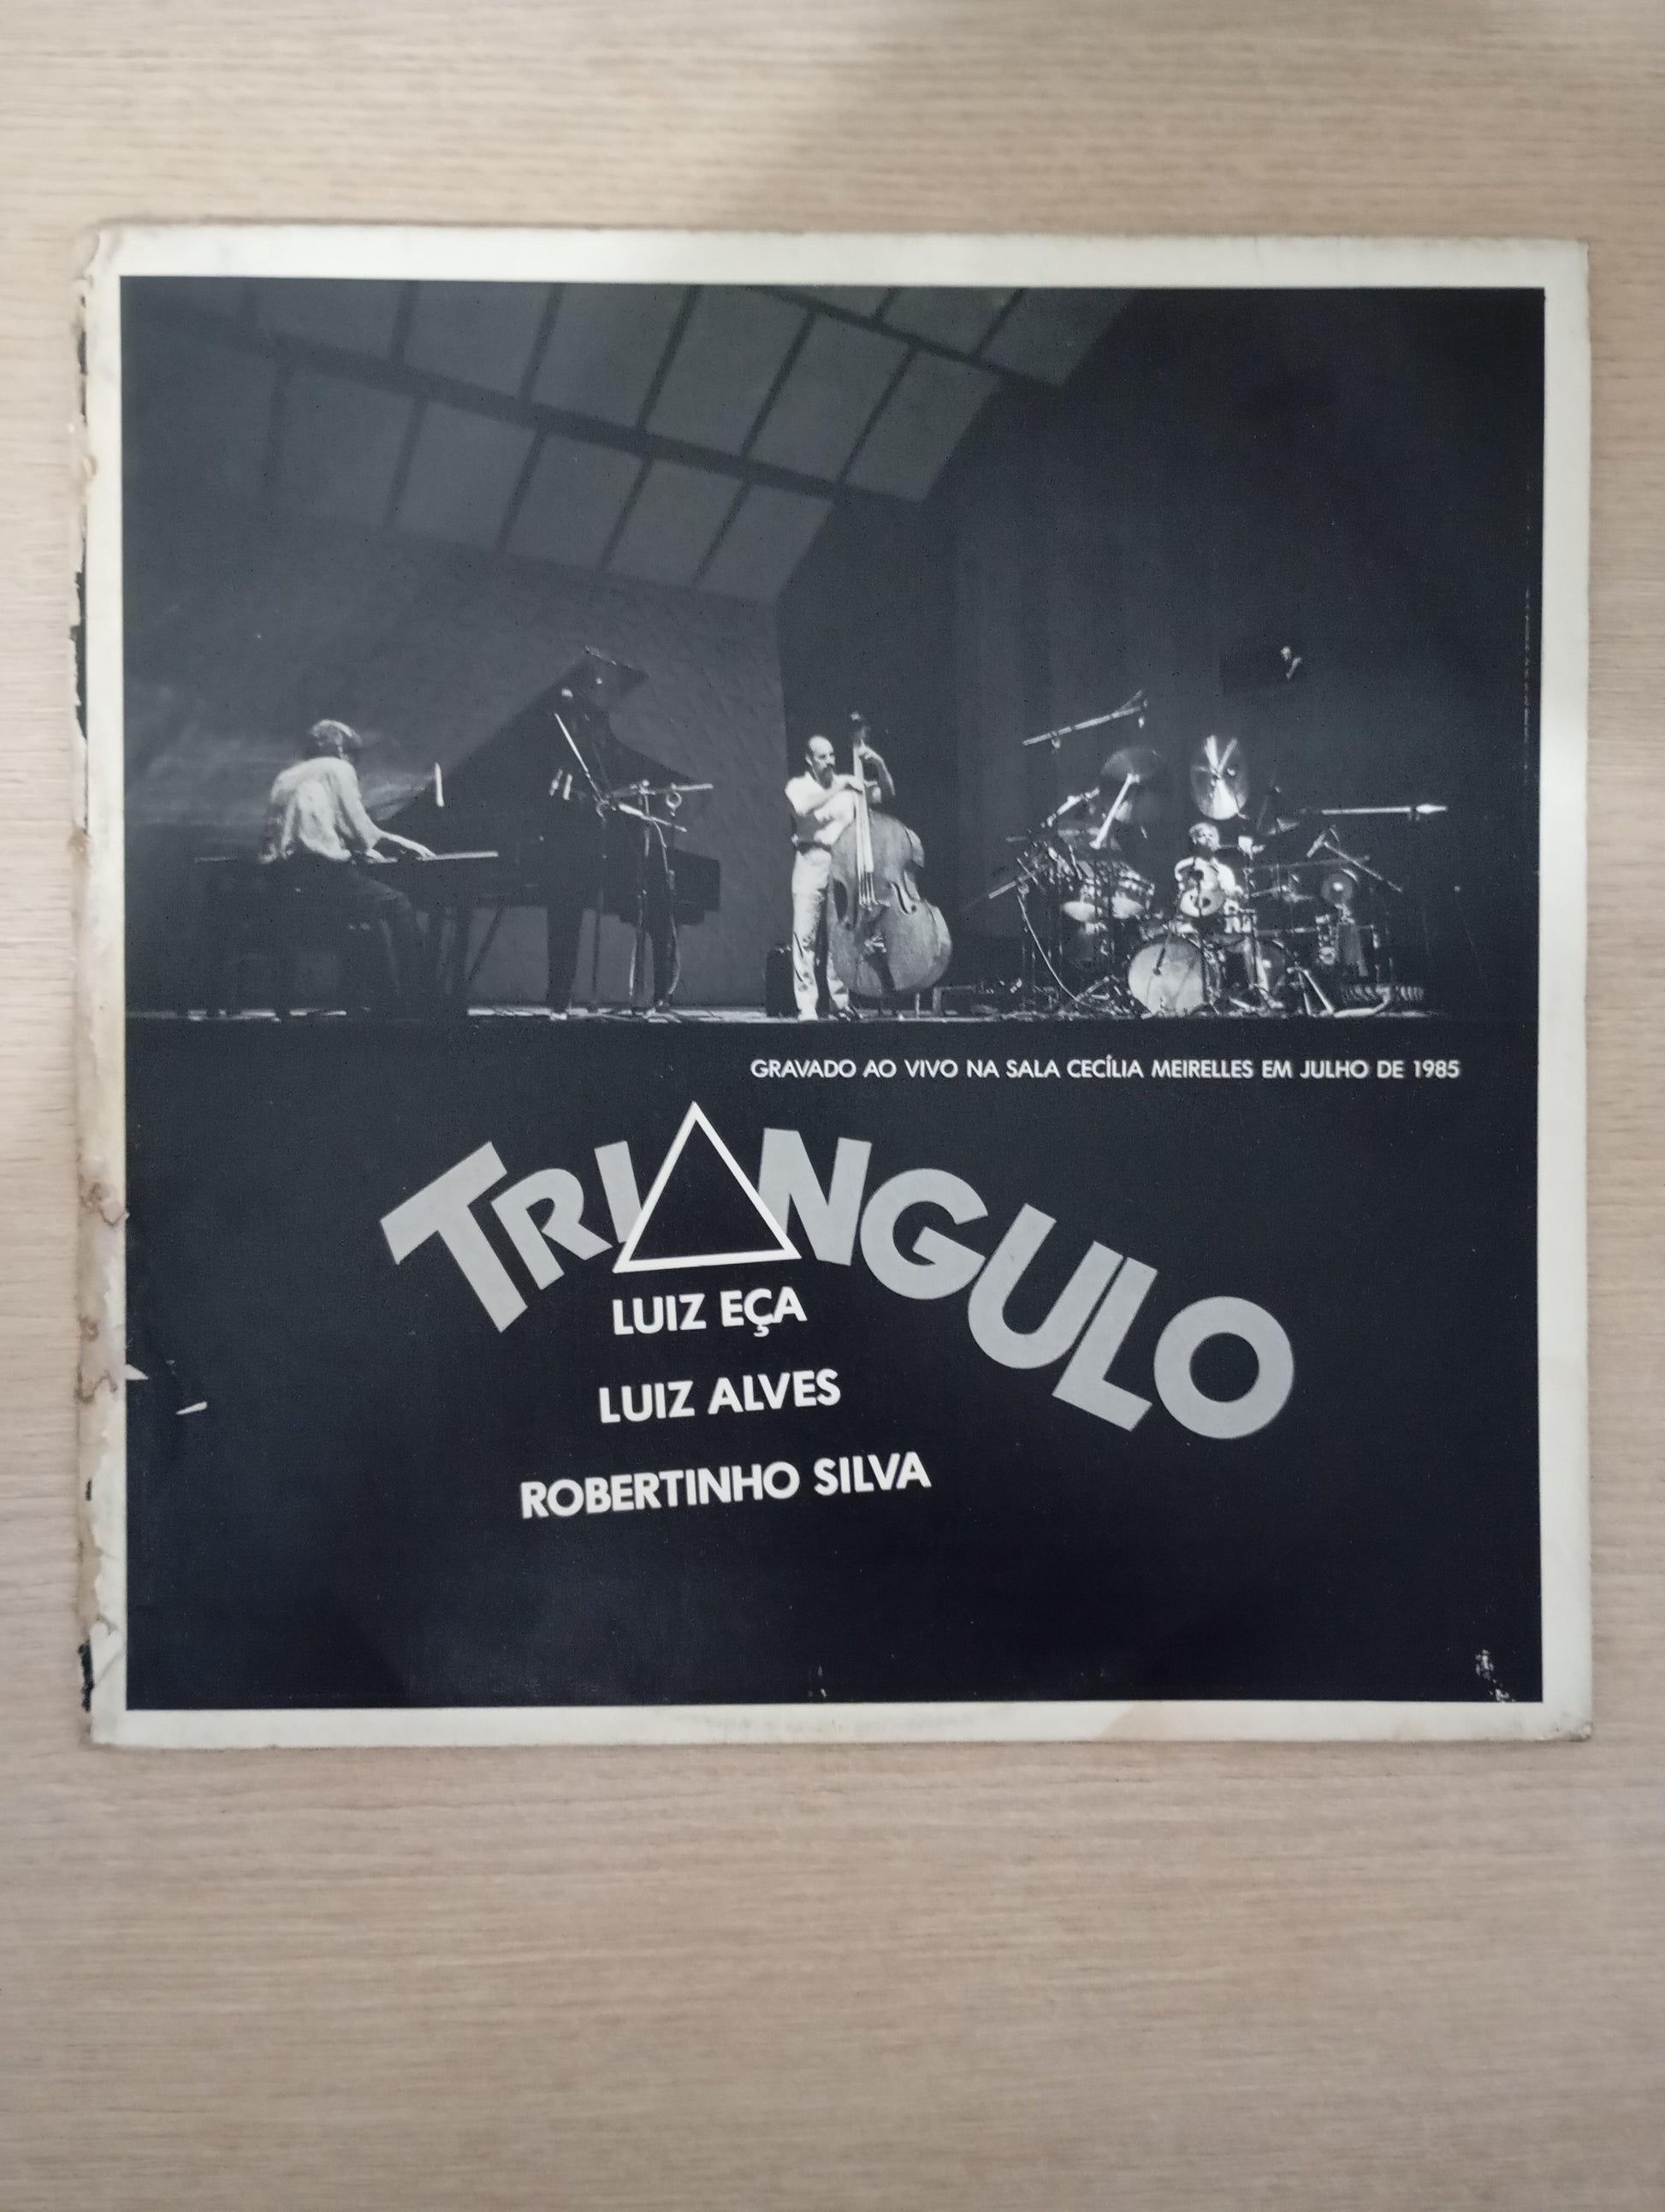 GRAVADO AO VIVO NA SALA CECÍLIA MEIRELLES EM JULHO DE 1985
TRIANGULO
LUIZ EÇA
LUIZ ALVES
ROBERTINHO SILVA